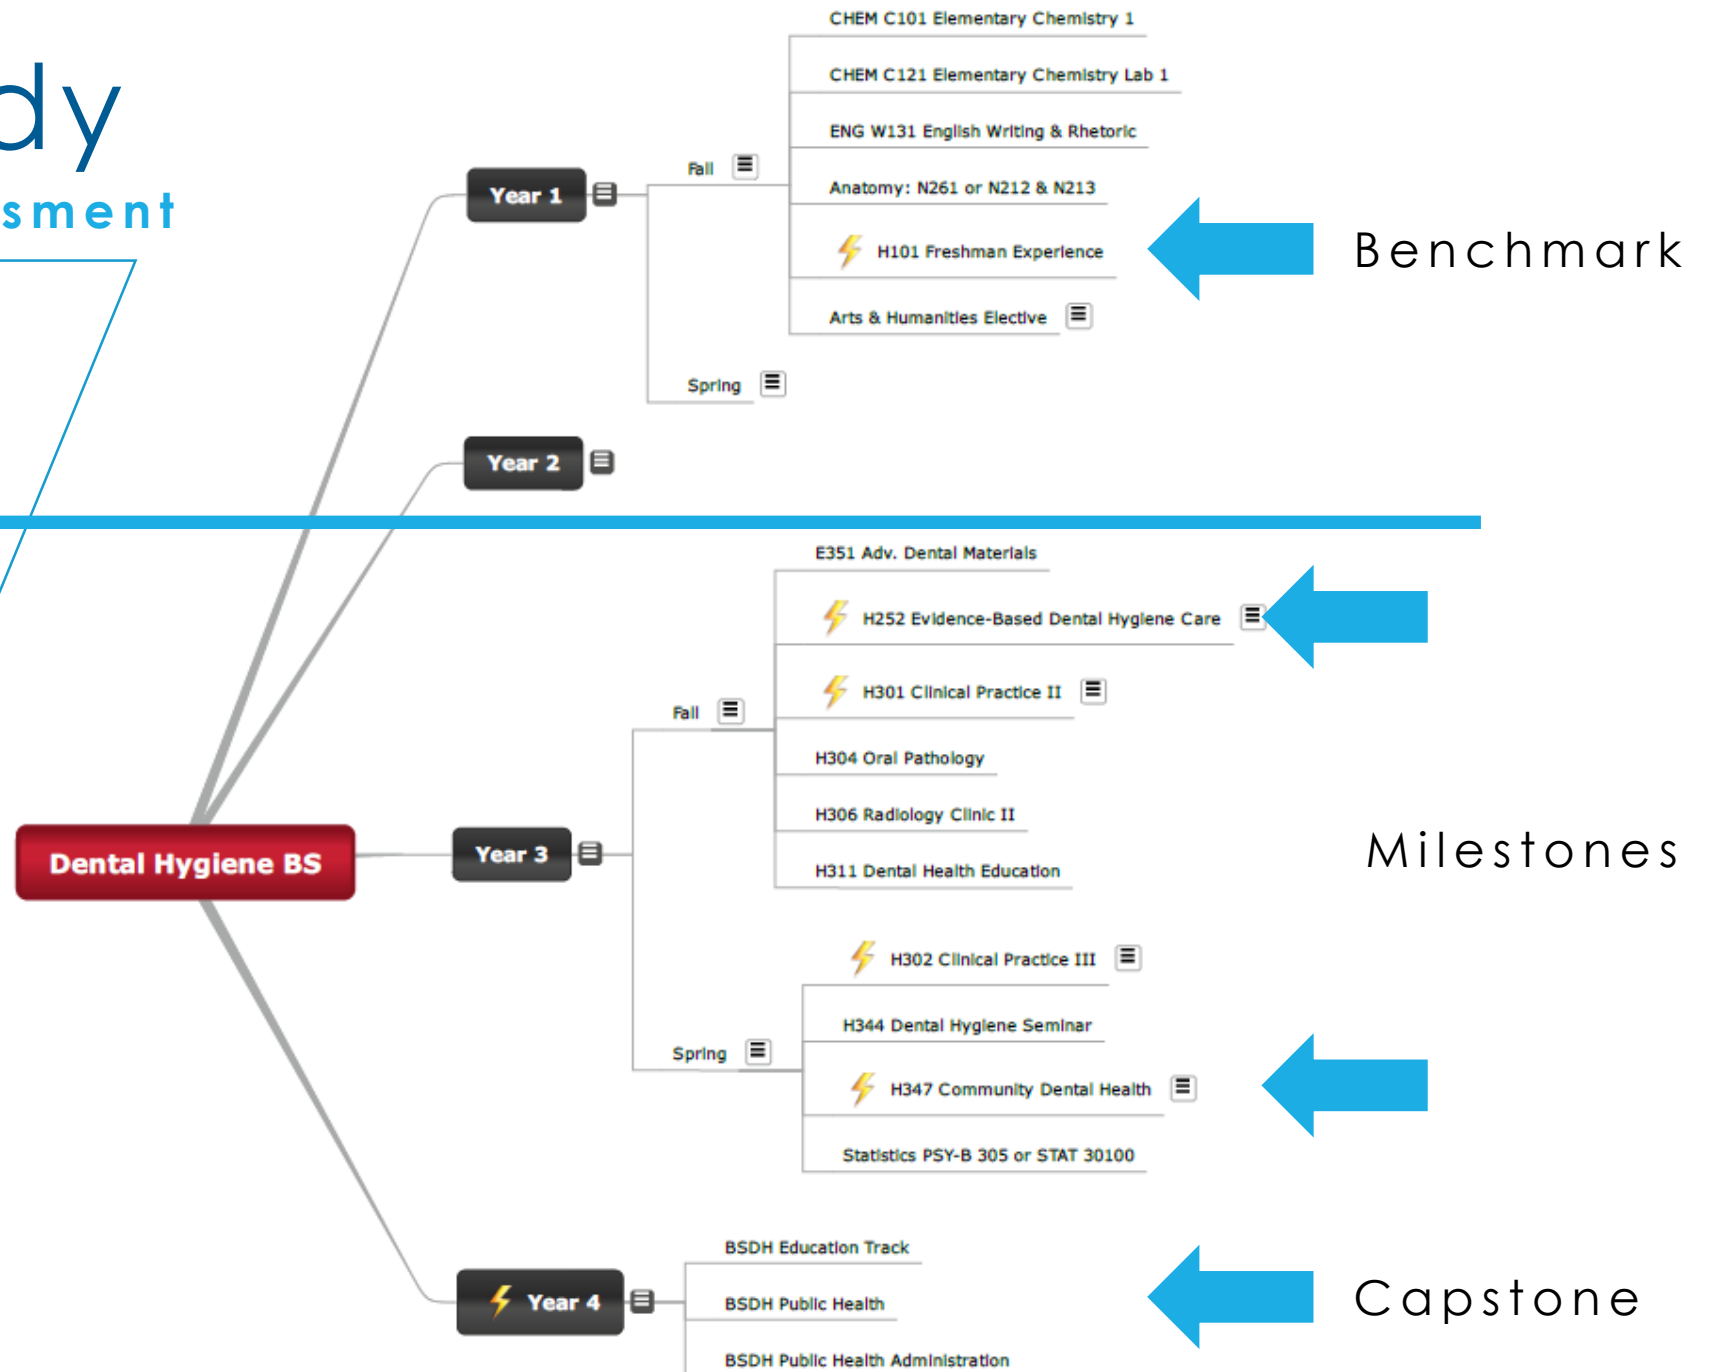 dy
sment
CHEM C101 Elementary Chemistry 1
CHEM C121 Elementary Chemistry Lab 1
ENG W131 English Writing & Rhetoric
Fall
Anatomy: N261 or N212 & N213
Year 1
H101 Freshman Experience
Benchmark
Arts & Humanities Elective
Spring
Year 2
E351 Adv. Dental Materials
H252 Evidence-Based Dental Hygiene Care
H301 Clinical Practice II
Fall
H304 Oral Pathology
H306 Radiology Clinic II
H311 Dental Health Education
Milestones
Year 3
Dental Hygiene BS
H302 Clinical Practice III
H344 Dental Hygiene Seminar
Spring
H347 Community Dental Health
Statistics PSY-B 305 or STAT 30100
BSDH Education Track
Year 4
BSDH Public Health
Capstone
BSDH Public Health Administration